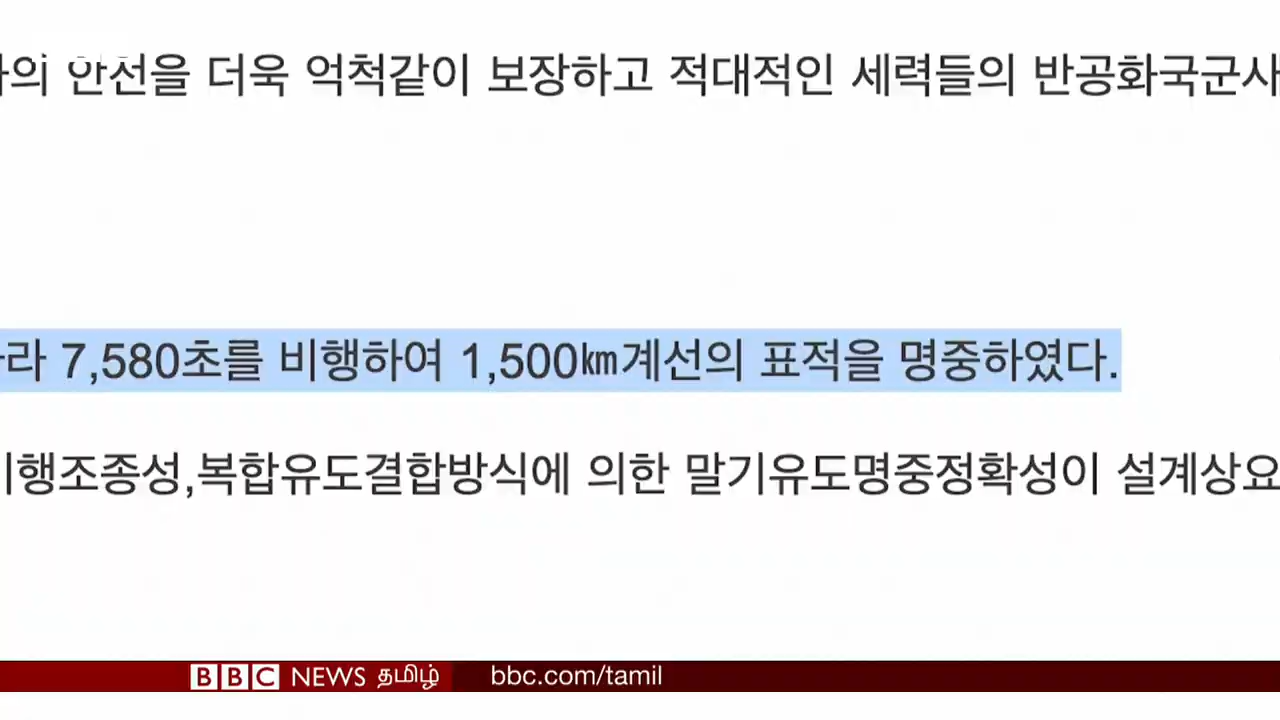 의 안전을 더욱 억척같이 보장하고 적대적인 세력들의 반공화국군사
라 7,580초를 비행하여 1,500㎞계선의 표적을 명중하였다.
행조종성,복합유도결합방식에 의한 말기유도명중정확성이 설계상요
BBC NEWS தமிழ் bbc.com/tamil